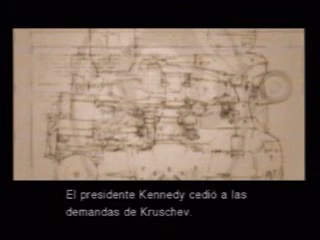 El presidente Kennedy cedió a las
demandas de Kruschev.